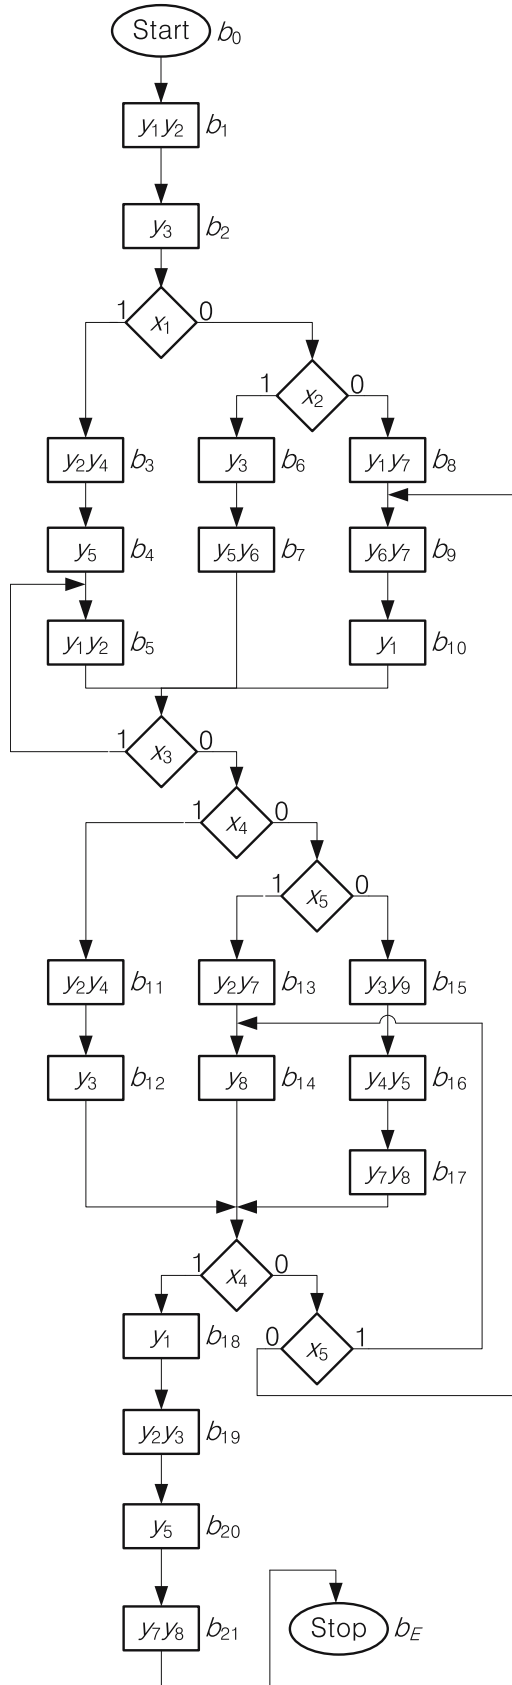 Start b0
y1y2 b1
y3 b2
1 x1 0
1 x2 0
y2y4 b3 y3 b6 y1y7 b8
y5 b4 y5y6 b7 y6y7 b9
y1y2 b5 y1 b10
1 x3 0
1 x4 0
1 x5 0
y2y4 b11 y2y7 b13 y3y9 b15
y3 b12 y8 b14 y4y5 b16
y7y8 b17
1 x4 0
y1 b18 0 x5 1
y2y3 b19
y5 b20
y7y8 b21 Stop bE